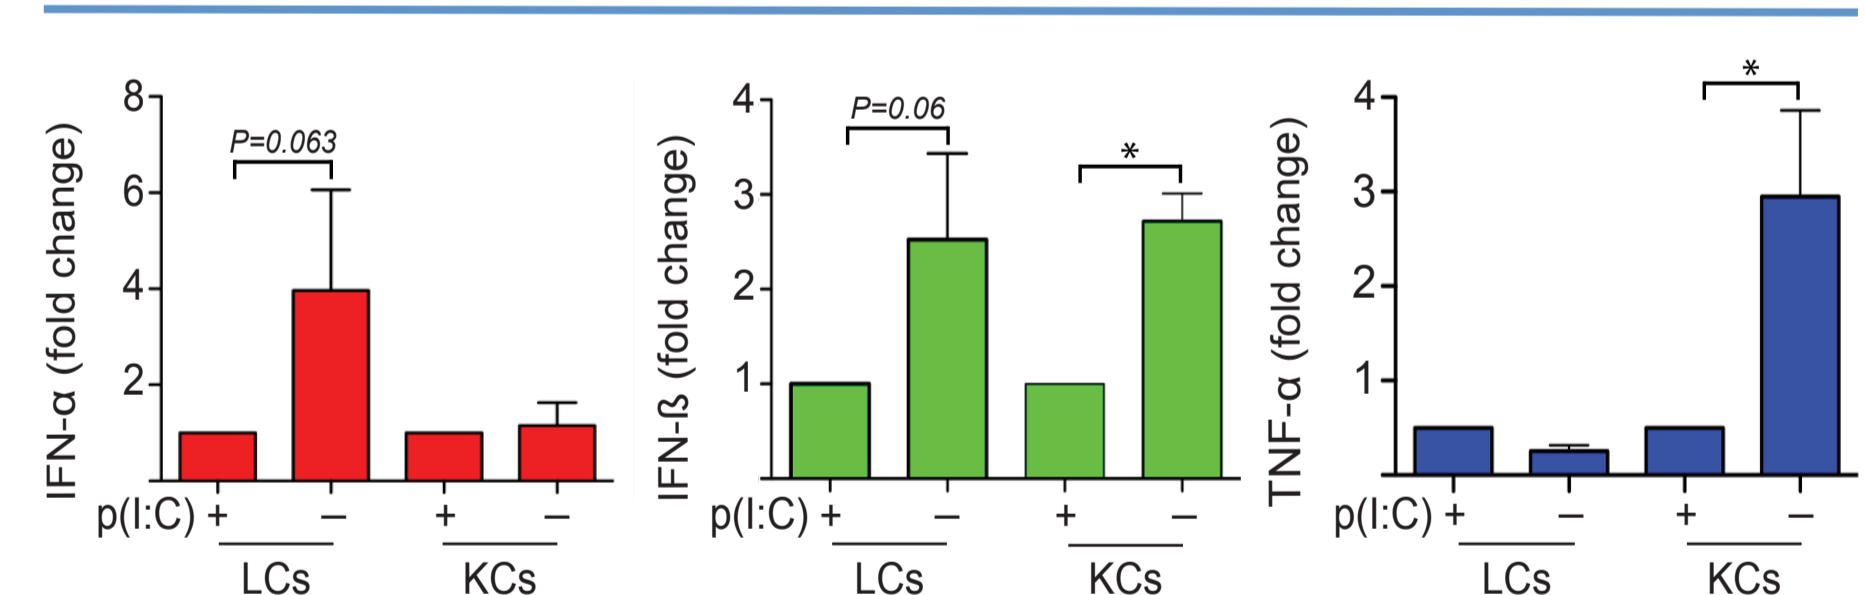 IFN-α (fold change)
8
6
4
2
P=0.063
p(I:C) + – + –
LCs KCs
IFN-ß (fold change)
4
3
2
1
P=0.06
*
p(I:C) + – + –
LCs KCs
TNF-α (fold change)
4
3
2
1
*
p(I:C) + – + –
LCs KCs